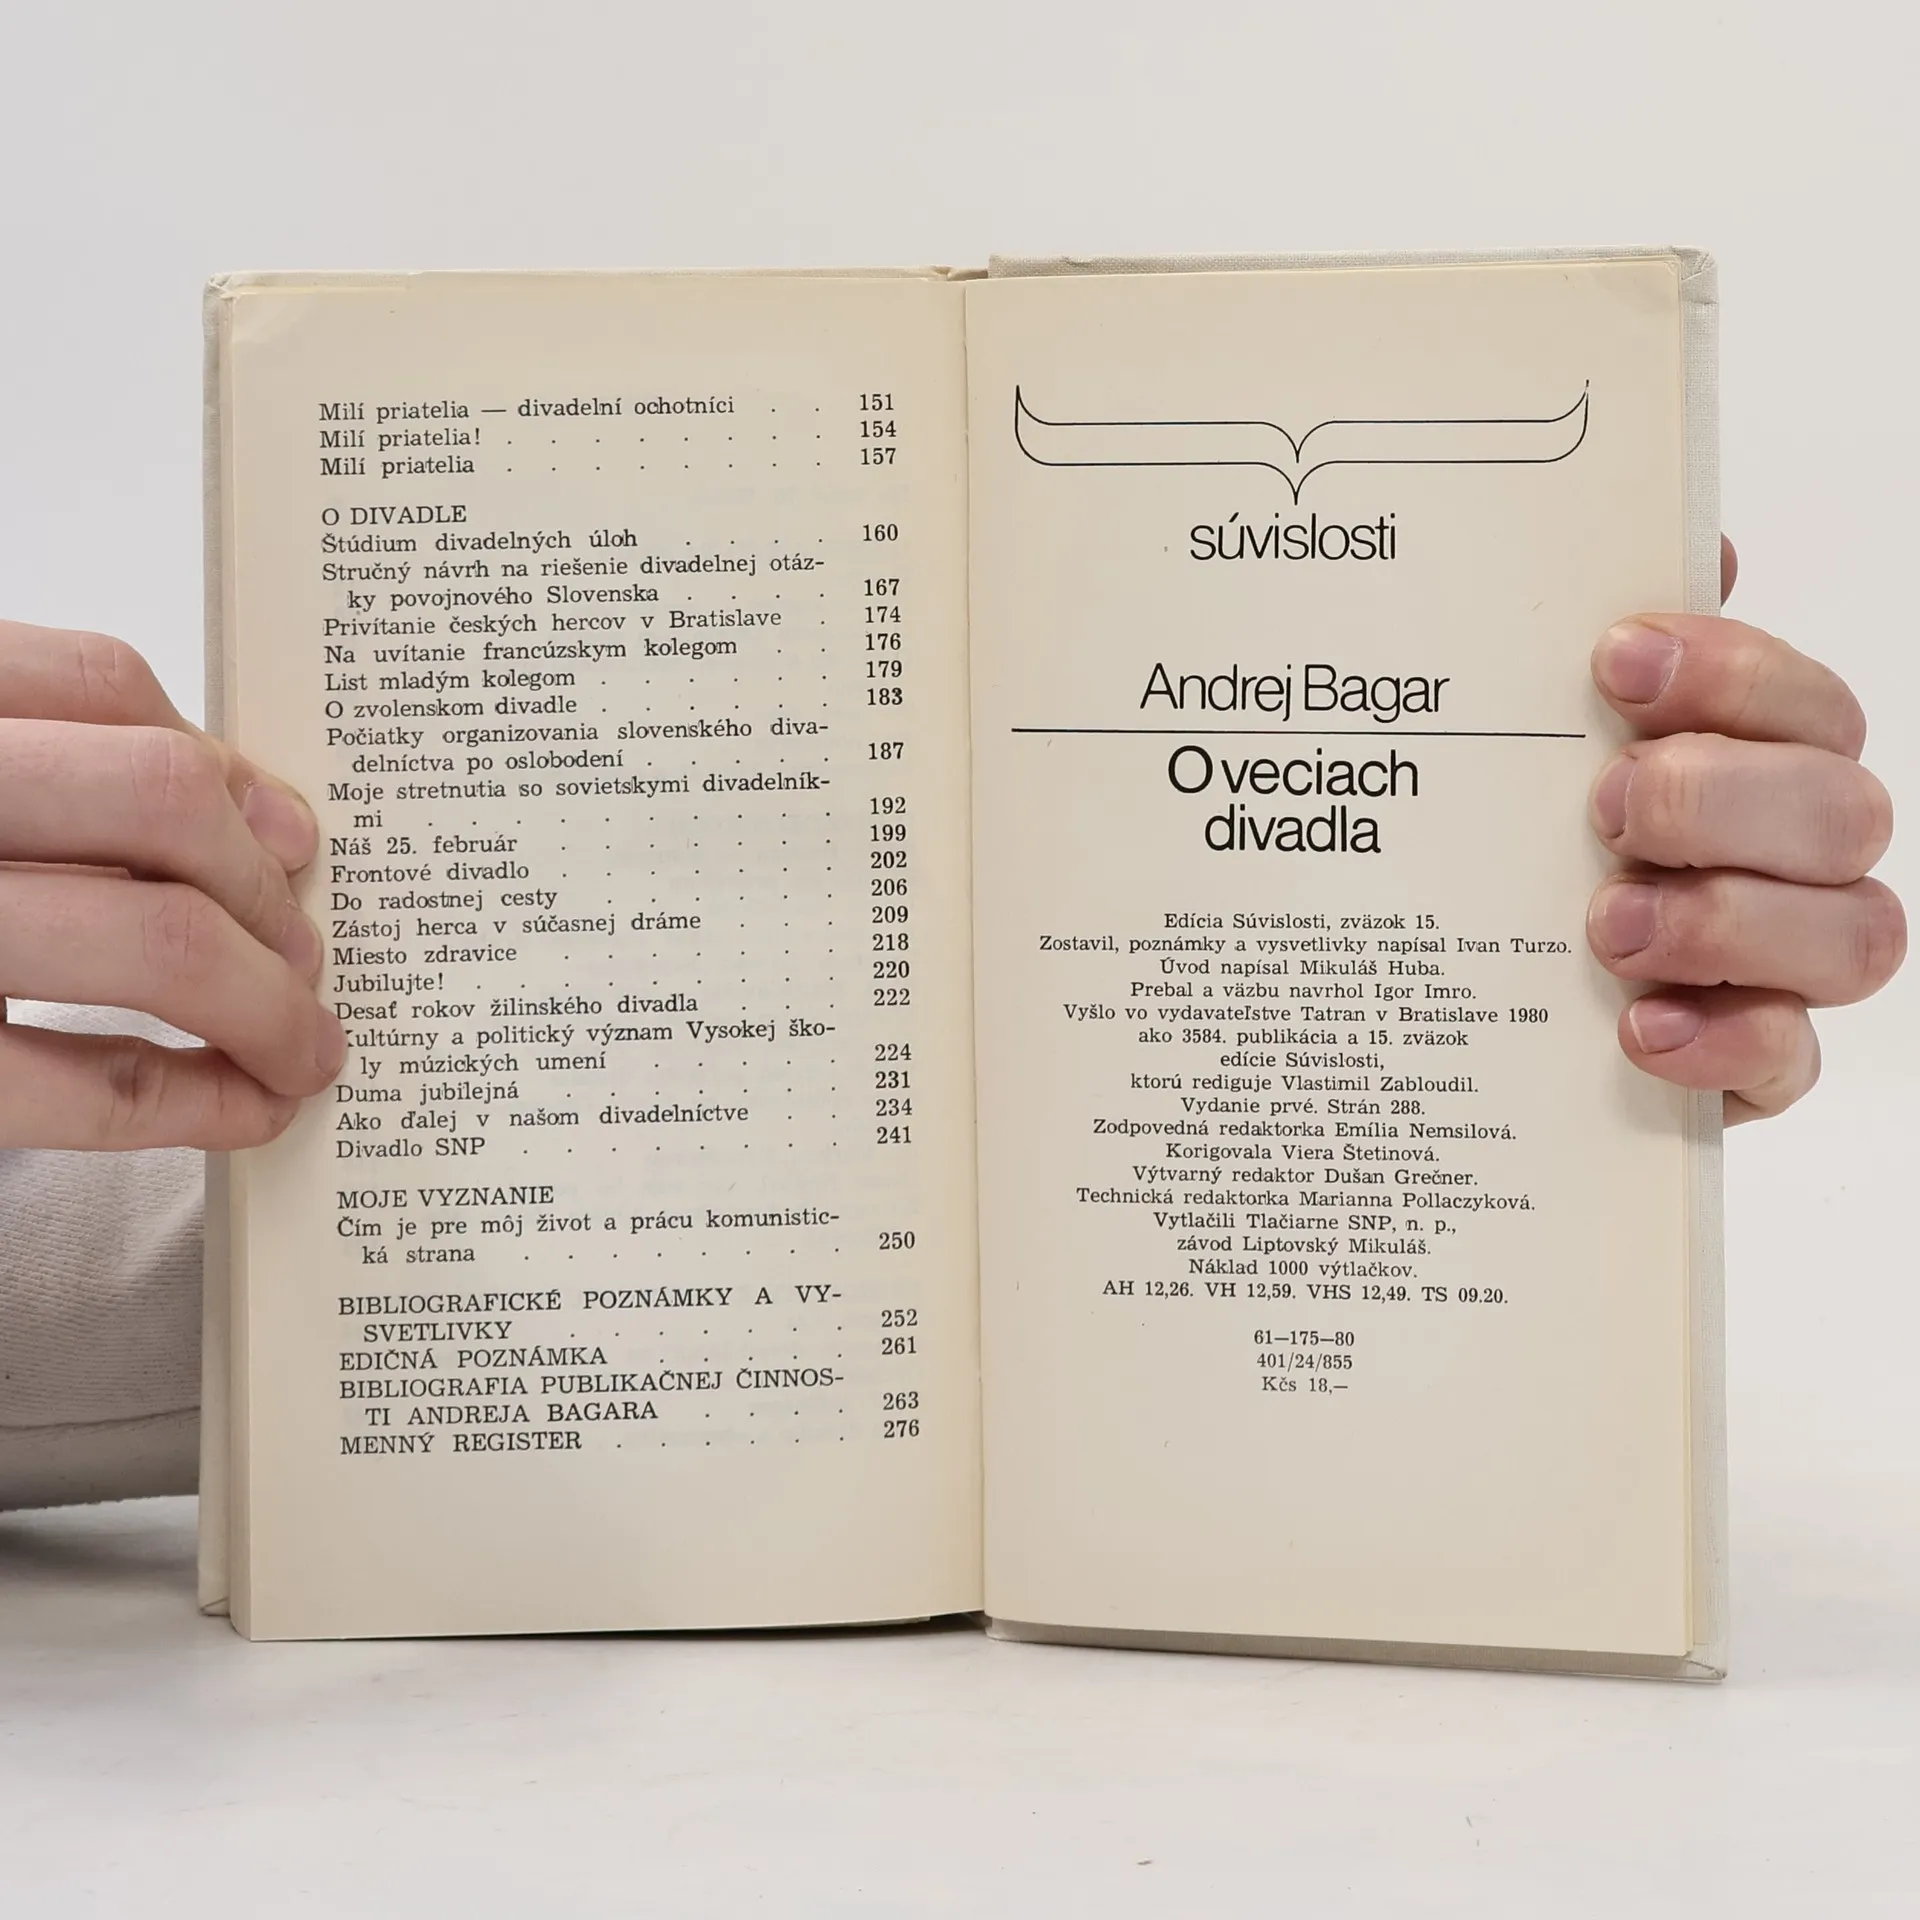 Milí priatelia — divadelní ochotníci . . 151
Milí priatelia! . . . . . . . . 154
Milí priatelia . . . . . . . . 157
O DIVADLE
Štúdium divadelných úloh . . . . 160
Stručný návrh na riešenie divadelnej otáz-
ky povojnového Slovenska . . . . 167
Privítanie českých hercov v Bratislave . 174
Na uvítanie francúzskym kolegom . . 176
List mladým kolegom . . . . . . 179
O zvolenskom divadle . . . . . . 183
Počiatky organizovania slovenského diva-
delníctva po oslobodení . . . . . 187
Moje stretnutia so sovietskymi divadelník-
mi . . . . . . . . . . 192
Náš 25. február . . . . . . . 199
Frontové divadlo . . . . . . . 202
Do radostnej cesty . . . . . . 206
Zástoj herca v súčasnej dráme . . . 209
Miesto zdravice . . . . . . . 218
Jubilujte! . . . . . . . . . 220
Desať rokov žilinského divadla . . . 222
Kultúrny a politický význam Vysokej ško-
ly múzických umení . . . . . 224
Duma jubilejná . . . . . . . 231
Ako ďalej v našom divadelníctve . . 234
Divadlo SNP . . . . . . . . 241
MOJE VYZNANIE
Čím je pre môj život a prácu komunistic-
ká strana . . . . . . . . 250
BIBLIOGRAFICKÉ POZNÁMKY A VY-
SVETLIVKY . . . . . . . 252
EDIČNÁ POZNÁMKA . . . . . 261
BIBLIOGRAFIA PUBLIKAČNEJ ČINNOS-
TI ANDREJA BAGARA . . . . 263
MENNÝ REGISTER . . . . . . 276
súvislosti
Andrej Bagar
O veciach
divadla
Edícia Súvislosti, zväzok 15.
Zostavil, poznámky a vysvetlivky napísal Ivan Turzo.
Úvod napísal Mikuláš Huba.
Prebal a väzbu navrhol Igor Imro.
Vyšlo vo vydavateľstve Tatran v Bratislave 1980
ako 3584. publikácia a 15. zväzok
edície Súvislosti,
ktorú rediguje Vlastimil Zabloudil.
Vydanie prvé. Strán 288.
Zodpovedná redaktorka Emília Nemsilová.
Korigovala Viera Štetinová.
Výtvarný redaktor Dušan Grečner.
Technická redaktorka Marianna Pollaczyková.
Vytlačili Tlačiarne SNP, n. p.,
závod Liptovský Mikuláš.
Náklad 1000 výtlačkov.
AH 12,26. VH 12,59. VHS 12,49. TS 09.20.
61—175—80
401/24/855
Kčs 18,—